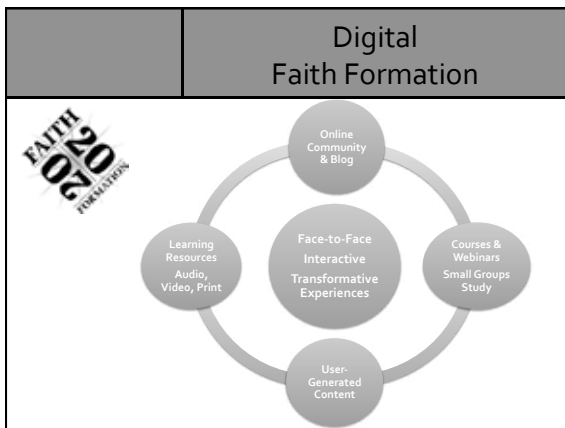 Digital
Faith Formation
FAITH
20
20
FORMATION
Online
Community
& Blog
Learning
Resources
Audio,
Video, Print
Face-to-Face
Interactive
Transformative
Experiences
Courses &
Webinars
Small Groups
Study
User-
Generated
Content